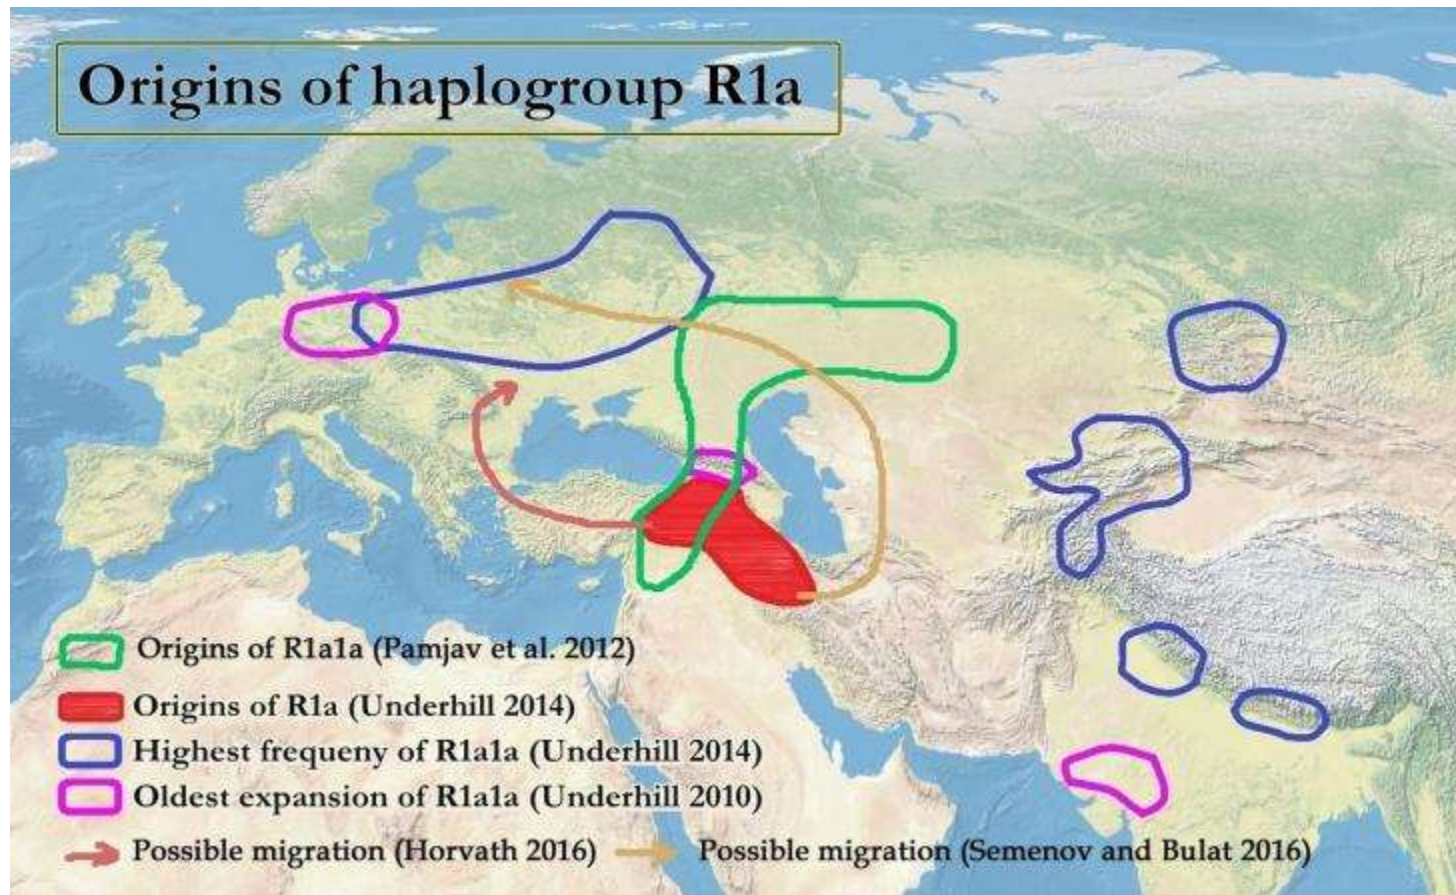 Origins of haplogroup R1a
Origins of R1a1a (Pamjav et al. 2012)
Origins of R1a (Underhill 2014)
Highest frequeny of R1a1a (Underhill 2014)
Oldest expansion of R1a1a (Underhill 2010)
Possible migration (Horvath 2016)
Possible migration (Semenov and Bulat 2016)